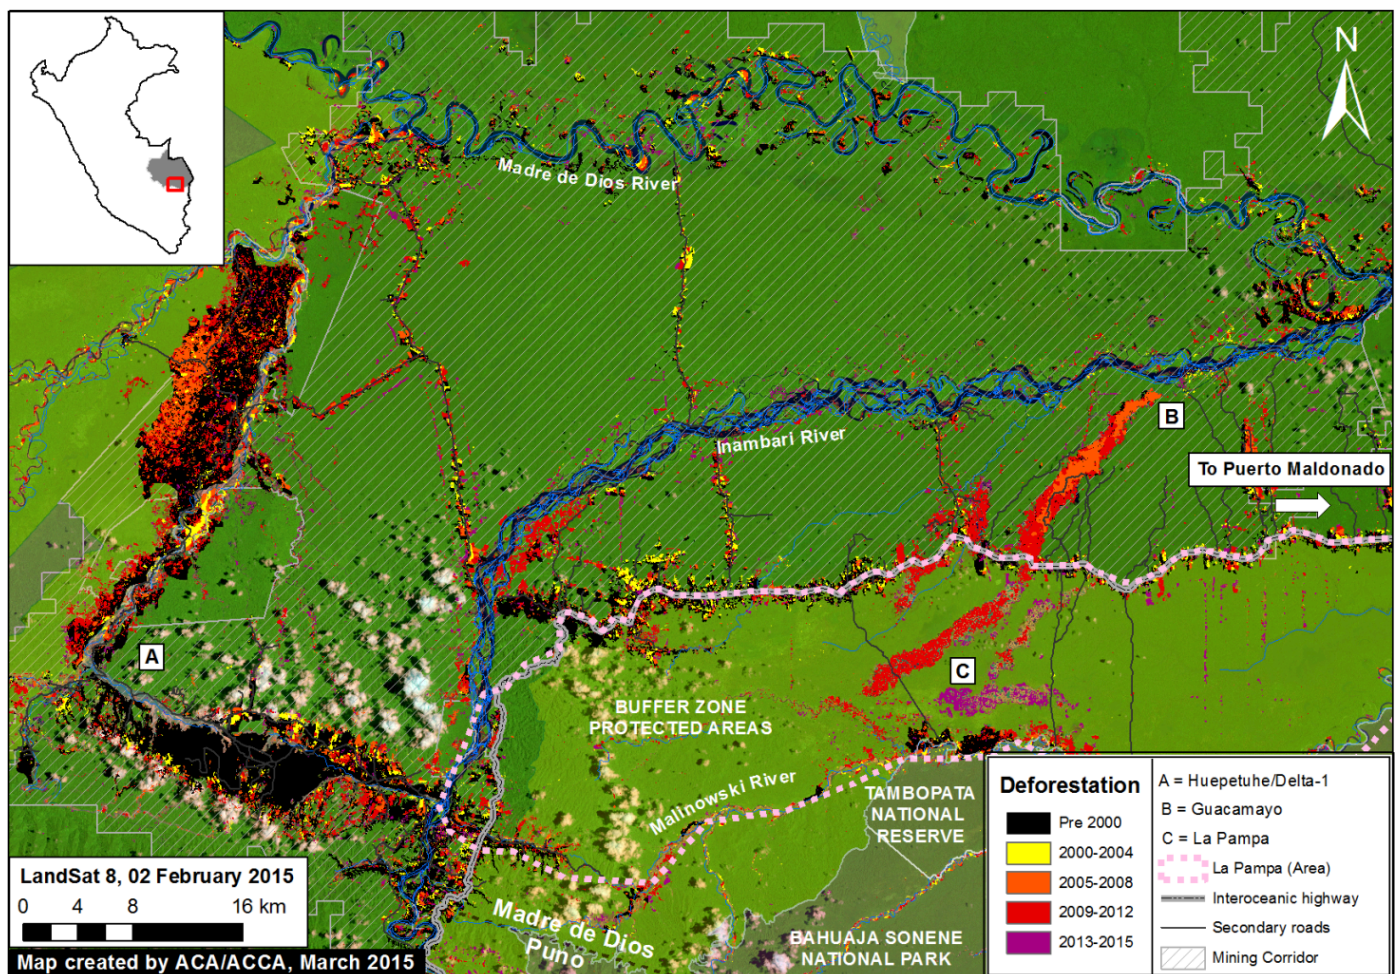 N
Madre de Dios River
B
Inambari River
To Puerto Maldonado
A
C
BUFFER ZONE
PROTECTED AREAS
Malinowski River
TAMBOPATA
NATIONAL
RESERVE
Madre de Dios
Puno
BAHUAJA SONENE
NATIONAL PARK
LandSat 8, 02 February 2015
0 4 8 16 km
Map created by ACA/ACCA, March 2015
Deforestation
Pre 2000
2000-2004
2005-2008
2009-2012
2013-2015
A = Huepetuhe/Delta-1
B = Guacamayo
C = La Pampa
La Pampa (Area)
Interoceanic highway
Secondary roads
Mining Corridor